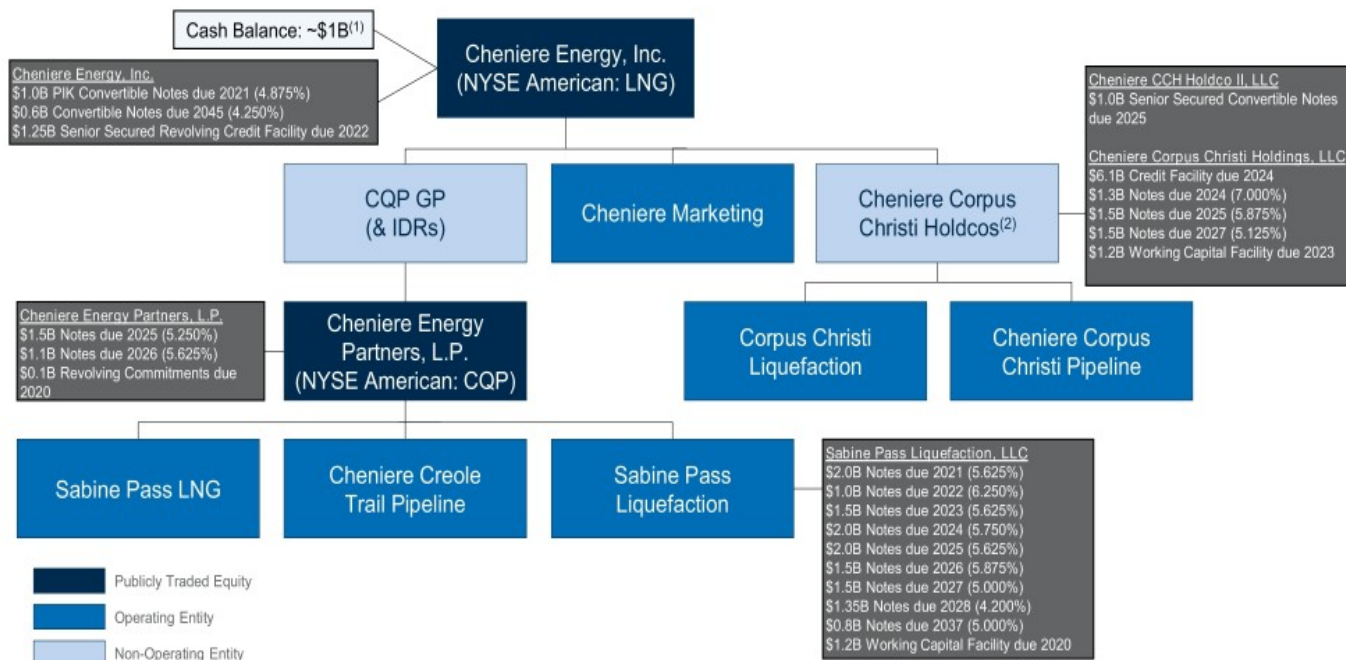 Cash Balance: ~$1B(1)
Cheniere Energy, Inc.
(NYSE American: LNG)
Cheniere Energy, Inc.
$1.0B PIK Convertible Notes due 2021 (4.875%)
$0.6B Convertible Notes due 2045 (4.250%)
$1.25B Senior Secured Revolving Credit Facility due 2022
Cheniere CCH Holdco II, LLC
$1.0B Senior Secured Convertible Notes
due 2025
Cheniere Corpus Christi Holdings, LLC
$6.1B Credit Facility due 2024
$1.3B Notes due 2024 (7.000%)
$1.5B Notes due 2025 (5.875%)
$1.5B Notes due 2027 (5.125%)
$1.2B Working Capital Facility due 2023
CQP GP
(& IDRs)
Cheniere Marketing
Cheniere Corpus
Christi Holdcos(2)
Cheniere Energy Partners, L.P.
$1.5B Notes due 2025 (5.250%)
$1.1B Notes due 2026 (5.625%)
$0.1B Revolving Commitments due
2020
Cheniere Energy
Partners, L.P.
(NYSE American: CQP)
Corpus Christi
Liquefaction
Cheniere Corpus
Christi Pipeline
Sabine Pass LNG
Cheniere Creole
Trail Pipeline
Sabine Pass
Liquefaction
Sabine Pass Liquefaction, LLC
$2.0B Notes due 2021 (5.625%)
$1.0B Notes due 2022 (6.250%)
$1.5B Notes due 2023 (5.625%)
$2.0B Notes due 2024 (5.750%)
$2.0B Notes due 2025 (5.625%)
$1.5B Notes due 2026 (5.875%)
$1.5B Notes due 2027 (5.000%)
$1.35B Notes due 2028 (4.200%)
$0.8B Notes due 2037 (5.000%)
$1.2B Working Capital Facility due 2020
Publicly Traded Equity
Operating Entity
Non-Operating Entity